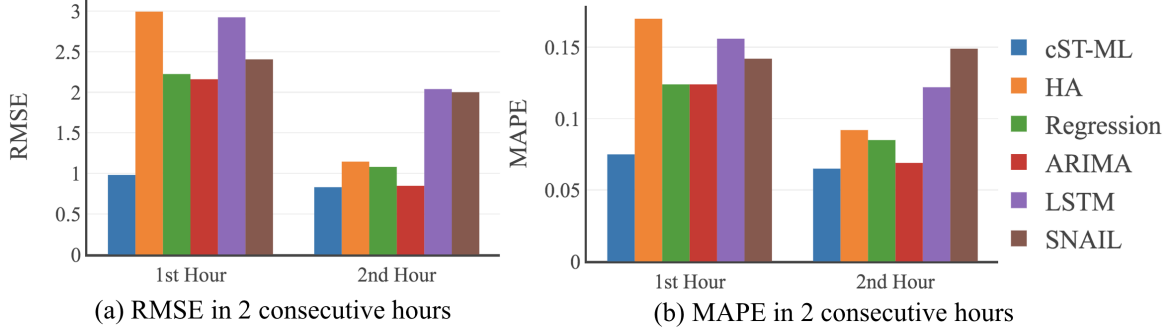 RMSE
3
2.5
2
1.5
1
0.5
0
1st Hour 2nd Hour
(a) RMSE in 2 consecutive hours
MAPE
0.15
0.1
0.05
0
1st Hour 2nd Hour
(b) MAPE in 2 consecutive hours
cST-ML
HA
Regression
ARIMA
LSTM
SNAIL